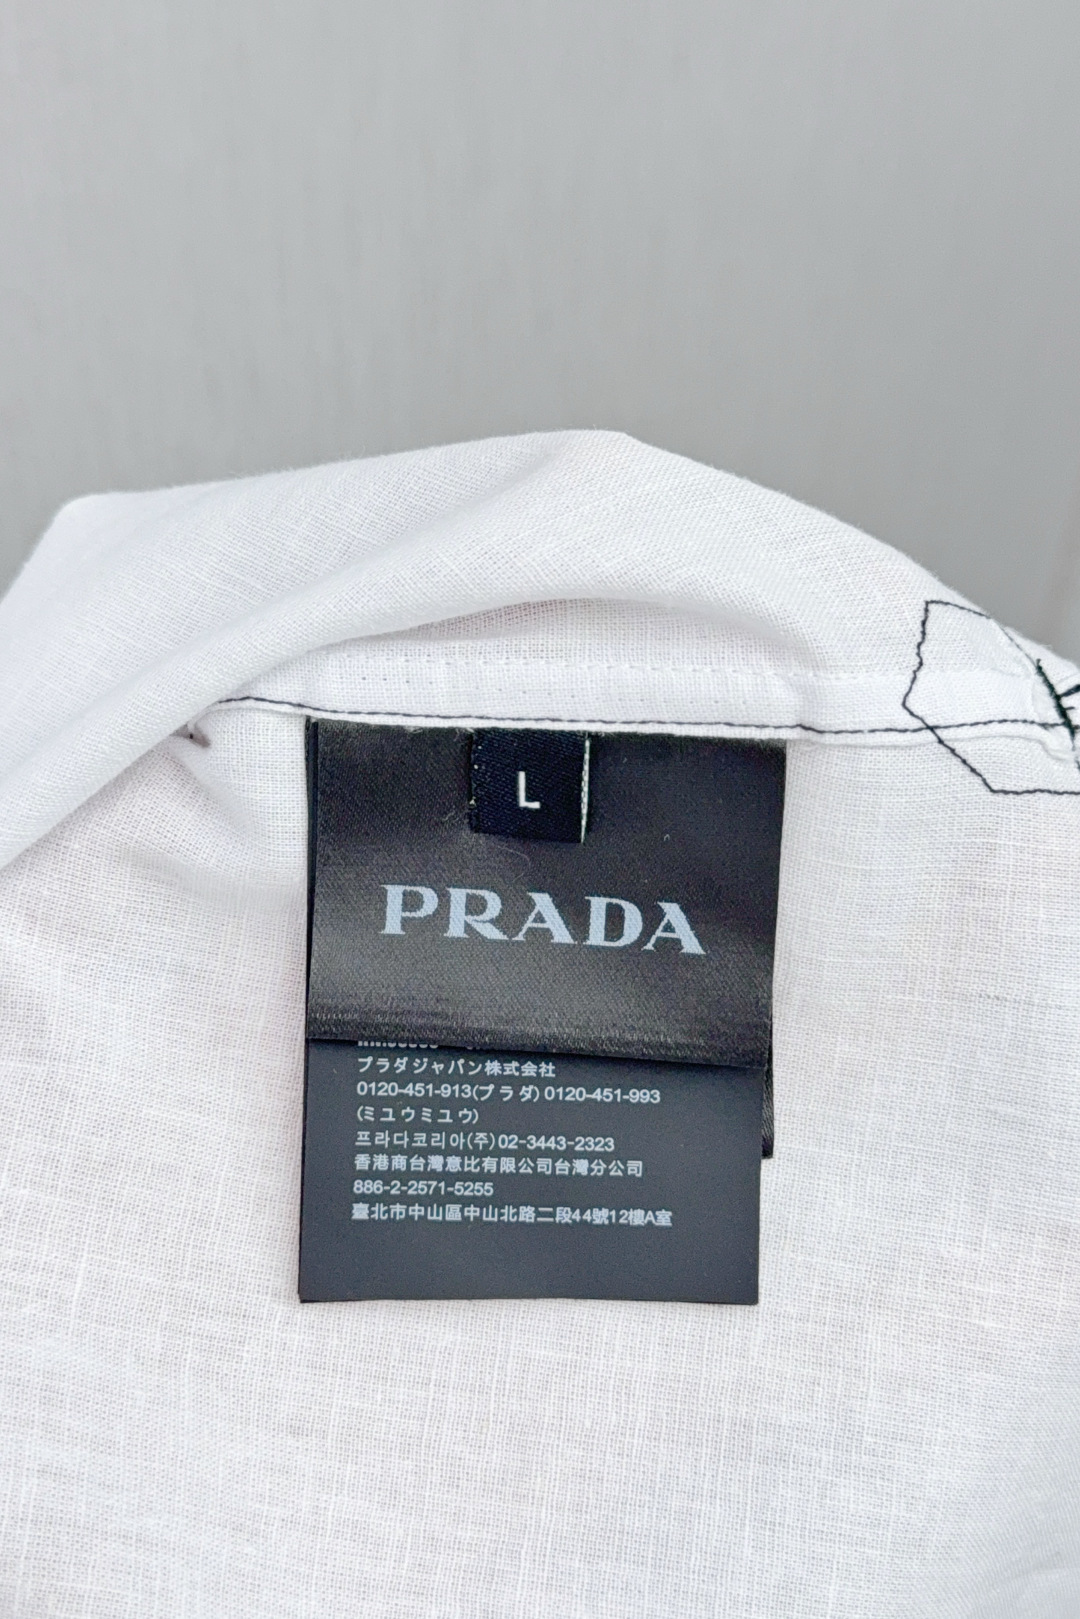 L
PRADA
プラダジャパン株式会社
0120-451-913(プラダ) 0120-451-993
(ミュウミュウ)
프라다코리아(주) 02-3443-2323
香港商台灣意比有限公司台灣分公司
886-2-2571-5255
臺北市中山區中山北路二段44號12樓A室